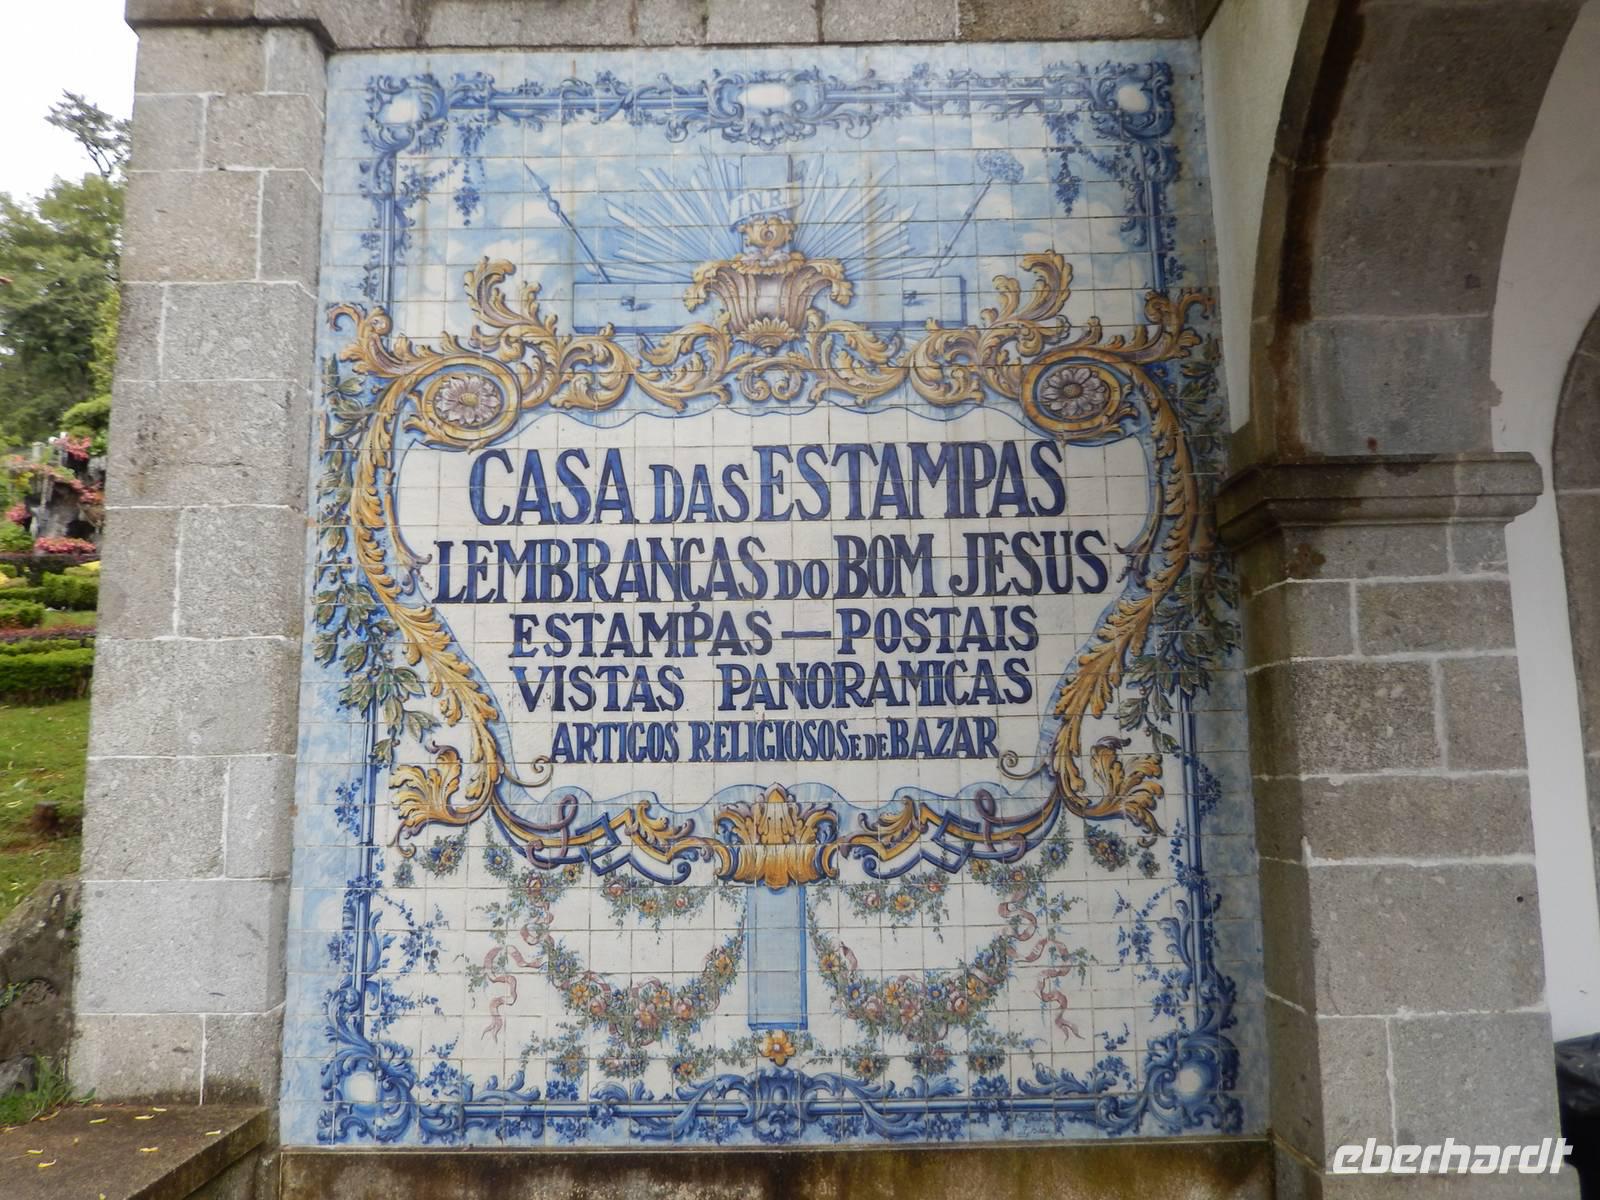 INRI
CASA DAS ESTAMPAS
LEMBRANÇAS DO BOM JESUS
ESTAMPAS — POSTAIS
VISTAS PANORAMICAS
ARTIGOS RELIGIOSOS E DE BAZAR
eberhardt